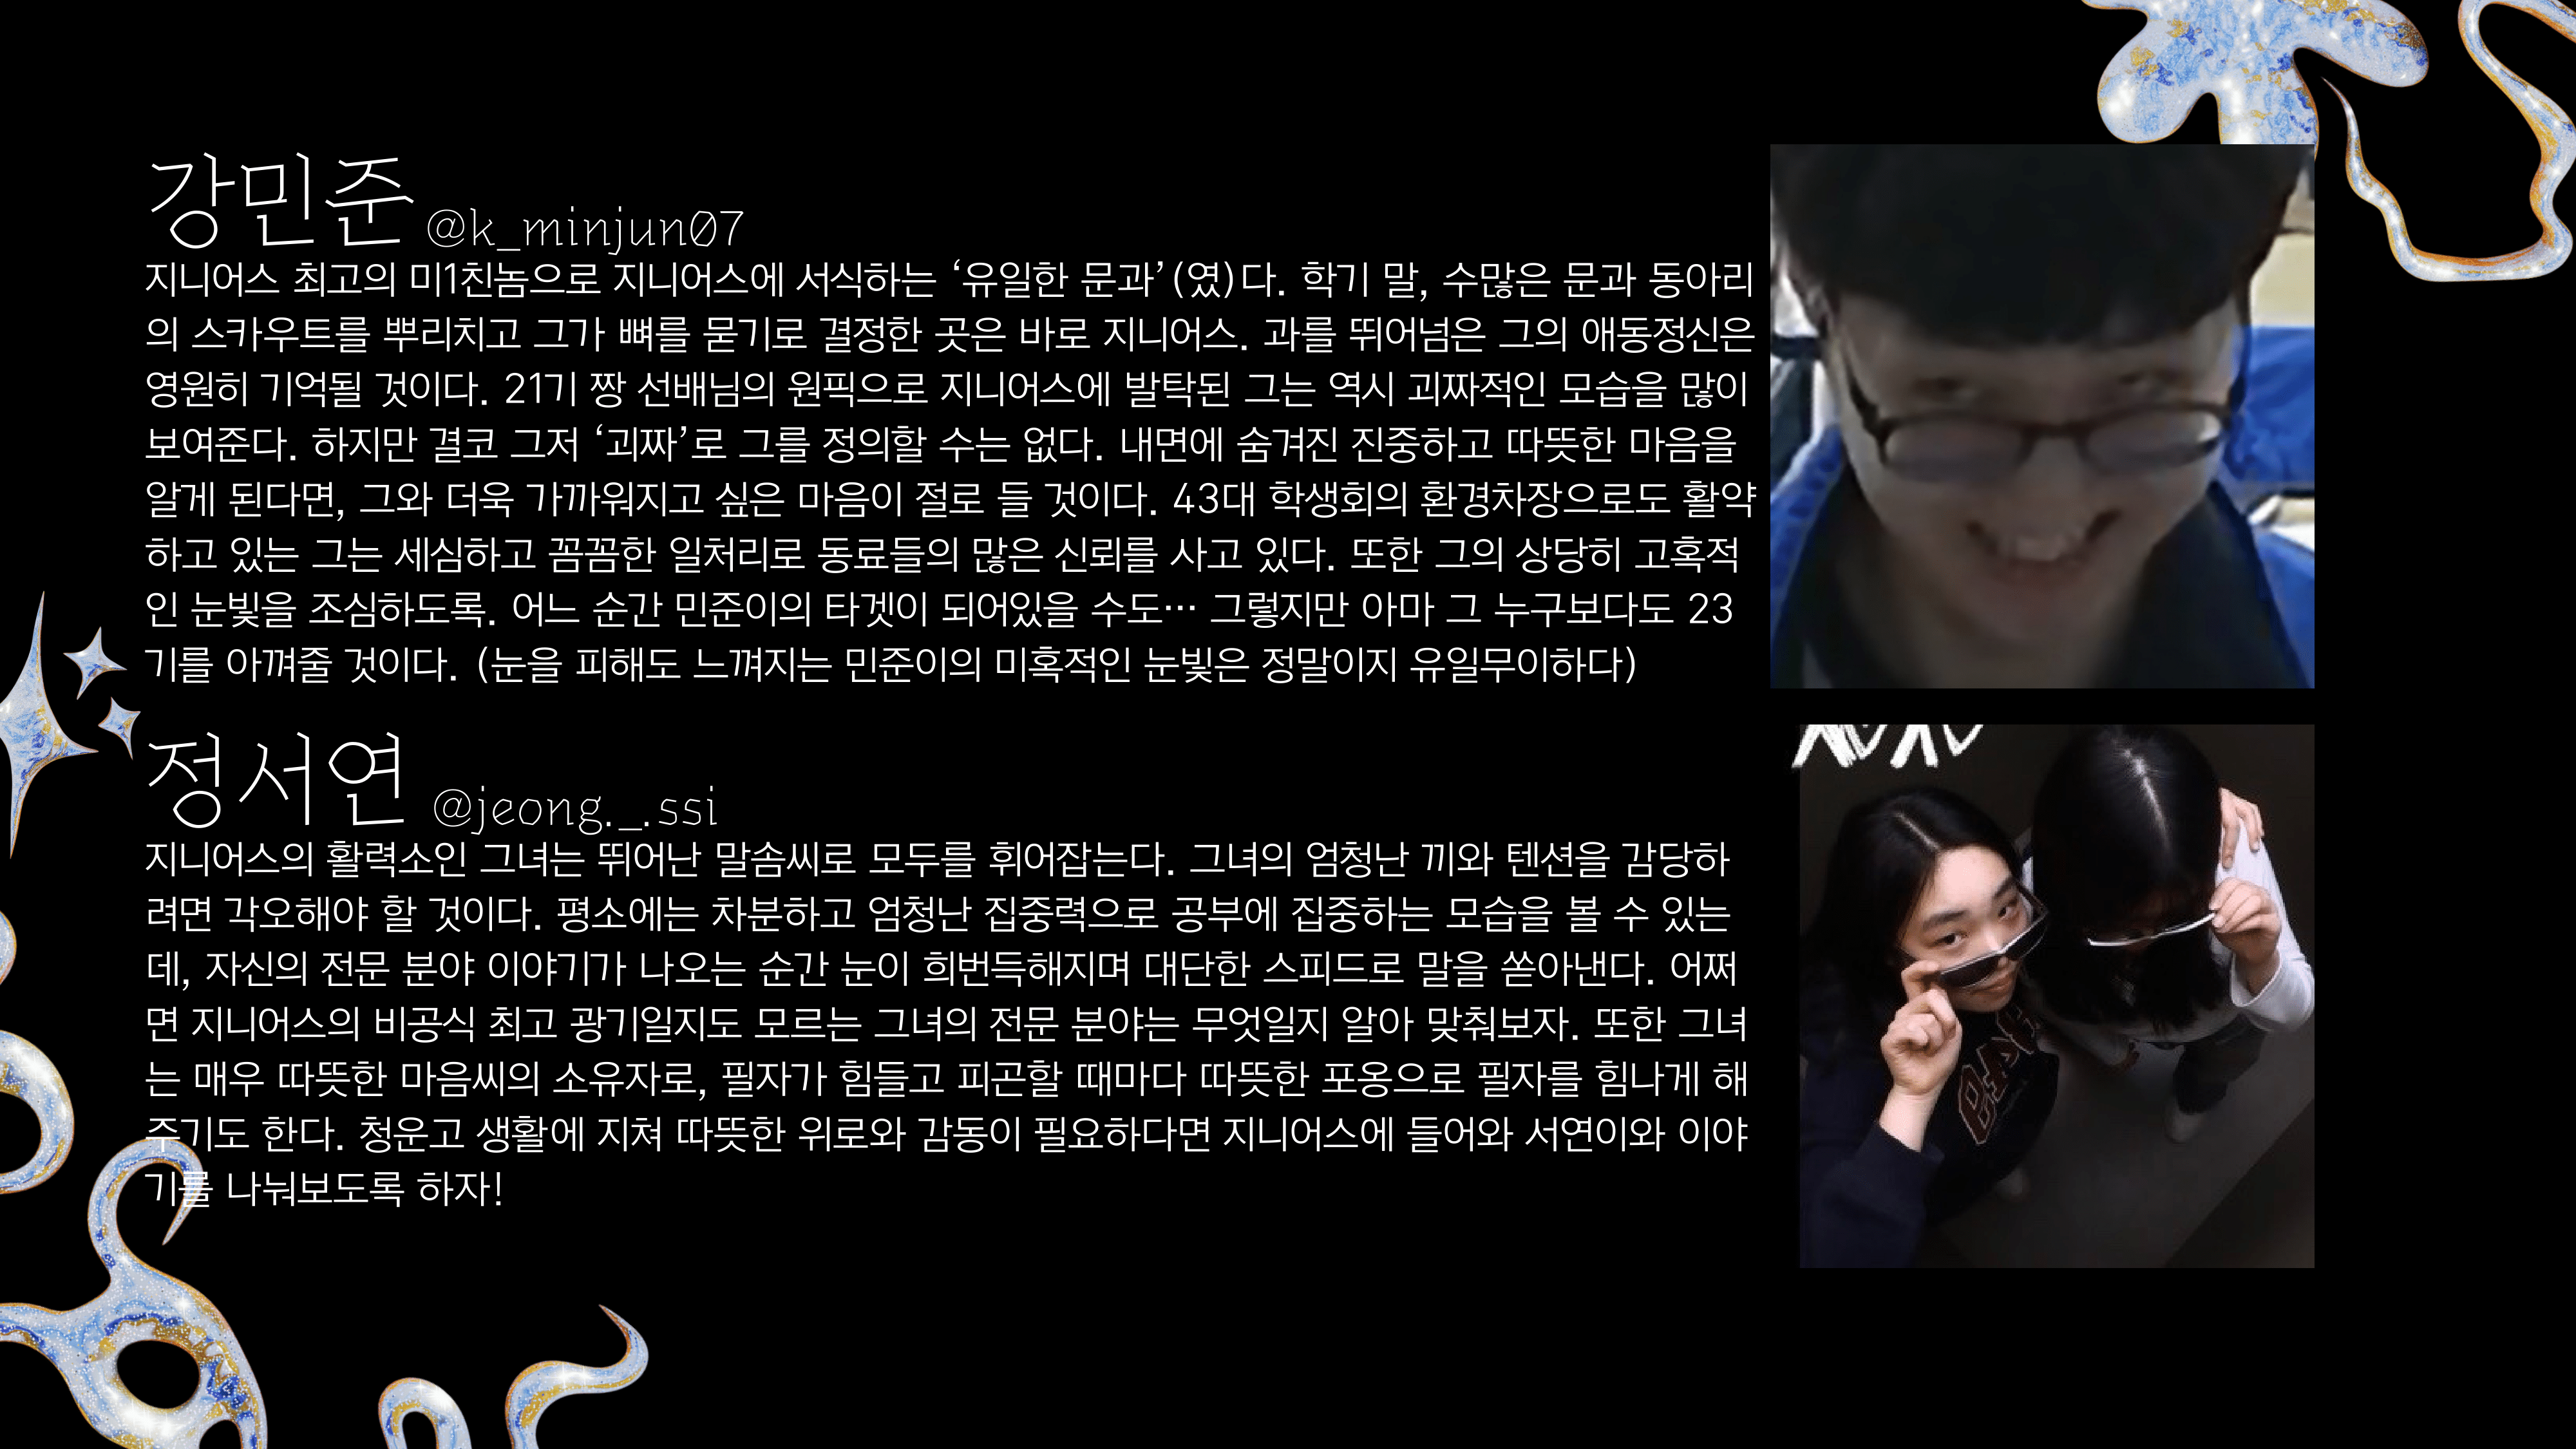 강민준 @k_minjun07
지니어스 최고의 미1친놈으로 지니어스에 서식하는 ‘유일한 문과’(였)다. 학기 말, 수많은 문과 동아리
의 스카우트를 뿌리치고 그가 뼈를 묻기로 결정한 곳은 바로 지니어스. 과를 뛰어넘은 그의 애동정신은
영원히 기억될 것이다. 21기 짱 선배님의 원픽으로 지니어스에 발탁된 그는 역시 괴짜적인 모습을 많이
보여준다. 하지만 결코 그저 ‘괴짜’로 그를 정의할 수는 없다. 내면에 숨겨진 진중하고 따뜻한 마음을
알게 된다면, 그와 더욱 가까워지고 싶은 마음이 절로 들 것이다. 43대 학생회의 환경차장으로도 활약
하고 있는 그는 세심하고 꼼꼼한 일처리로 동료들의 많은 신뢰를 사고 있다. 또한 그의 상당히 고혹적
인 눈빛을 조심하도록. 어느 순간 민준이의 타겟이 되어있을 수도… 그렇지만 아마 그 누구보다도 23
기를 아껴줄 것이다. (눈을 피해도 느껴지는 민준이의 미혹적인 눈빛은 정말이지 유일무이하다)
정서연 @jeong._.ssi
지니어스의 활력소인 그녀는 뛰어난 말솜씨로 모두를 휘어잡는다. 그녀의 엄청난 끼와 텐션을 감당하
려면 각오해야 할 것이다. 평소에는 차분하고 엄청난 집중력으로 공부에 집중하는 모습을 볼 수 있는
데, 자신의 전문 분야 이야기가 나오는 순간 눈이 희번득해지며 대단한 스피드로 말을 쏟아낸다. 어쩌
면 지니어스의 비공식 최고 광기일지도 모르는 그녀의 전문 분야는 무엇일지 알아 맞춰보자. 또한 그녀
는 매우 따뜻한 마음씨의 소유자로, 필자가 힘들고 피곤할 때마다 따뜻한 포옹으로 필자를 힘나게 해
주기도 한다. 청운고 생활에 지쳐 따뜻한 위로와 감동이 필요하다면 지니어스에 들어와 서연이와 이야
기를 나눠보도록 하자!